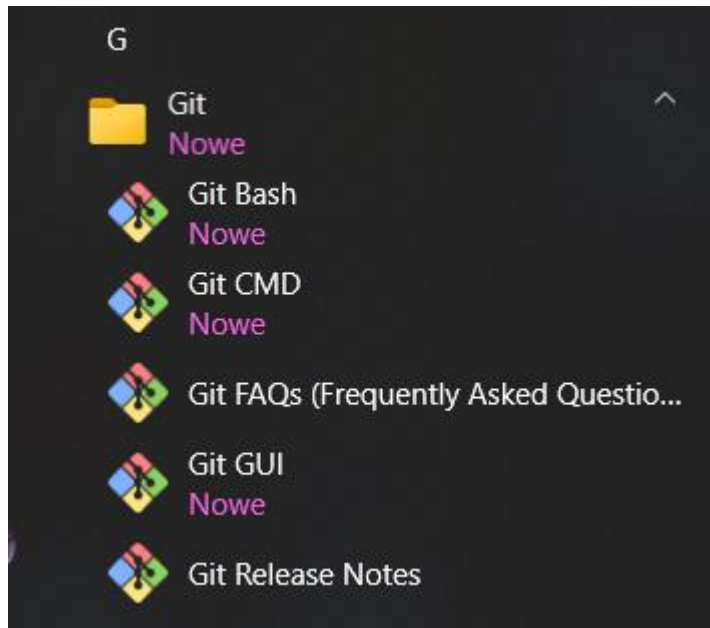 G
Git
Nowe
Git Bash
Nowe
Git CMD
Nowe
Git FAQs (Frequently Asked Questio...
Git GUI
Nowe
Git Release Notes